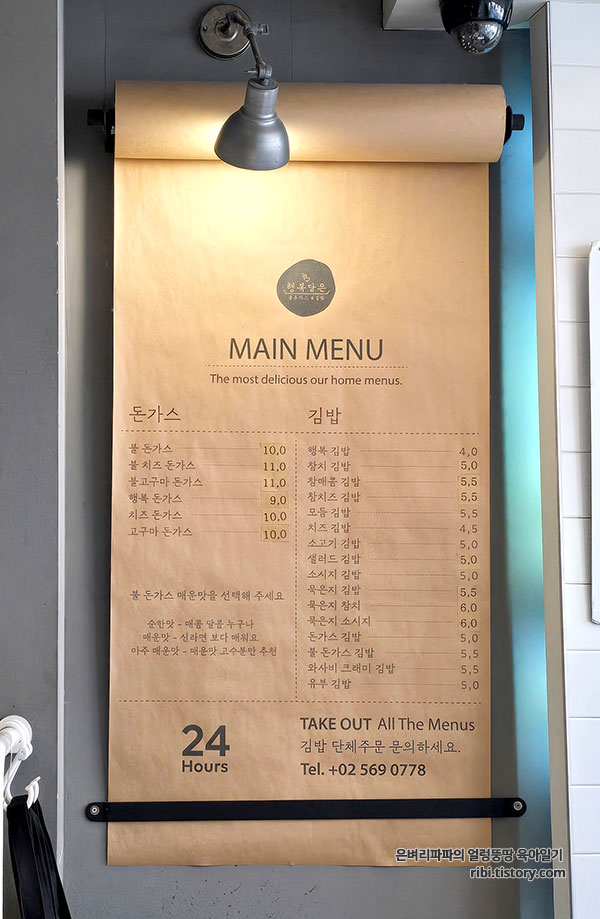 행복담은
불돈가스 & 김밥
MAIN MENU
The most delicious our home menus.
돈가스
불 돈가스 10,0
불 치즈 돈가스 11,0
불고구마 돈가스 11,0
행복 돈가스 9,0
치즈 돈가스 10,0
고구마 돈가스 10,0
불 돈가스 매운맛을 선택해 주세요
순한맛 - 매콤 달콤 누구나
매운맛 - 신라면 보다 매워요
아주 매운맛 - 매운맛 고수분만 추천
김밥
행복 김밥 4,0
참치 김밥 5,0
참매콤 김밥 5,5
참치즈 김밥 5,5
모듬 김밥 5,5
치즈 김밥 4,5
소고기 김밥 5,0
샐러드 김밥 5,0
소시지 김밥 5,0
묵은지 김밥 5,5
묵은지 참치 6,0
묵은지 소시지 6,0
돈가스 김밥 5,0
불 돈가스 김밥 5,5
와사비 크래미 김밥 5,5
유부 김밥 5,0
24
Hours
TAKE OUT All The Menus
김밥 단체주문 문의하세요.
Tel. +02 569 0778
은벼리파파의 얼렁뚱땅 육아일기
ribi.tistory.com